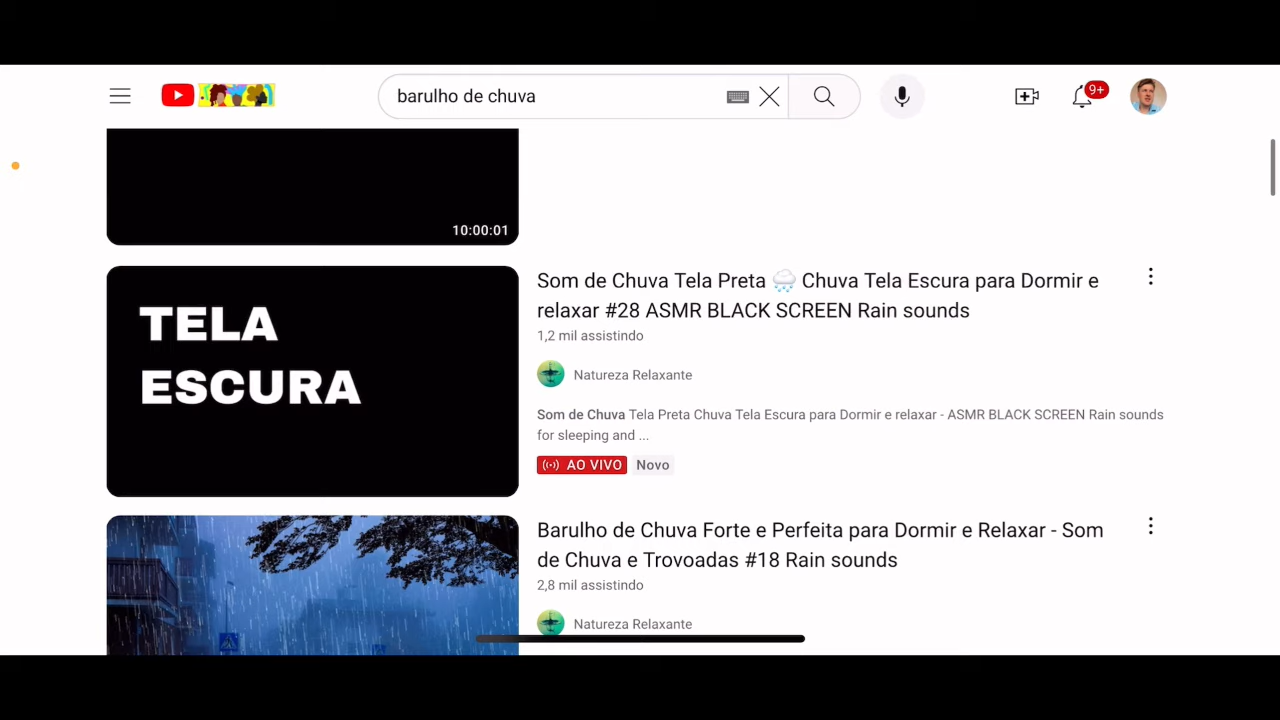 barulho de chuva
9+
10:00:01
TELA
ESCURA
Som de Chuva Tela Preta 🌧️ Chuva Tela Escura para Dormir e
relaxar #28 ASMR BLACK SCREEN Rain sounds
1,2 mil assistindo
Natureza Relaxante
Som de Chuva Tela Preta Chuva Tela Escura para Dormir e relaxar - ASMR BLACK SCREEN Rain sounds
for sleeping and ...
AO VIVO Novo
Barulho de Chuva Forte e Perfeita para Dormir e Relaxar - Som
de Chuva e Trovoadas #18 Rain sounds
2,8 mil assistindo
Natureza Relaxante